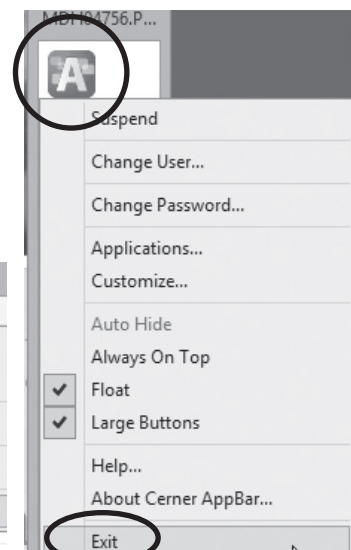 A
Suspend
Change User...
Change Password...
Applications...
Customize...
Auto Hide
Always On Top
Float
Large Buttons
Help...
About Cerner AppBar...
Exit